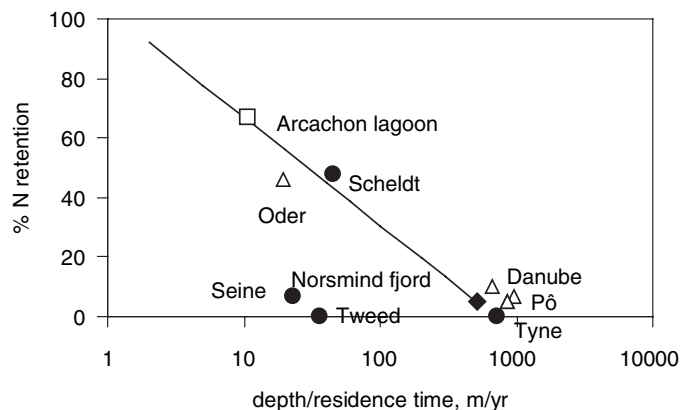 100
80
60
40
20
0
% N retention
Arcachon lagoon
Scheldt
Oder
Seine
Norsmind fjord
Tweed
Danube
Pô
Tyne
1
10
100
1000
10000
depth/residence time, m/yr